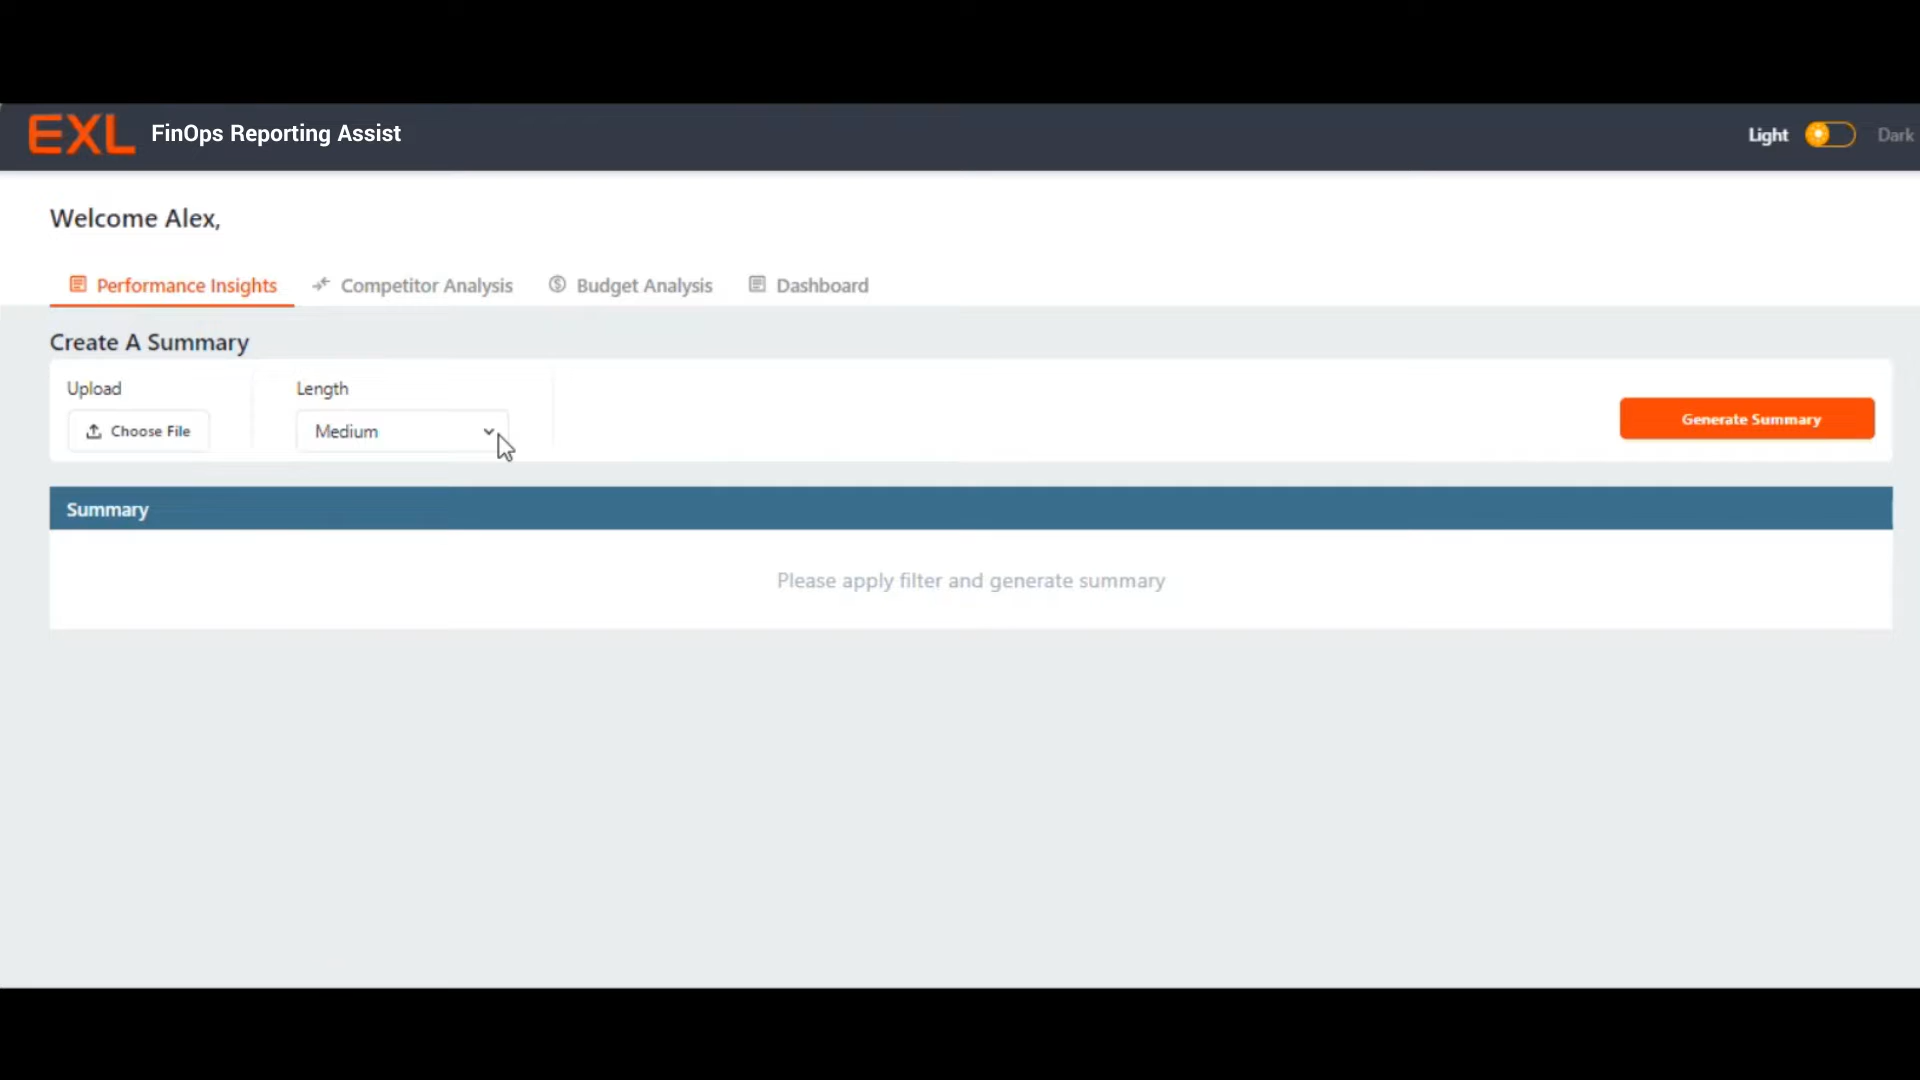 EXL FinOps Reporting Assist
Light Dark
Welcome Alex,
Performance Insights Competitor Analysis Budget Analysis Dashboard
Create A Summary
Upload Length
Choose File Medium
Generate Summary
Summary
Please apply filter and generate summary